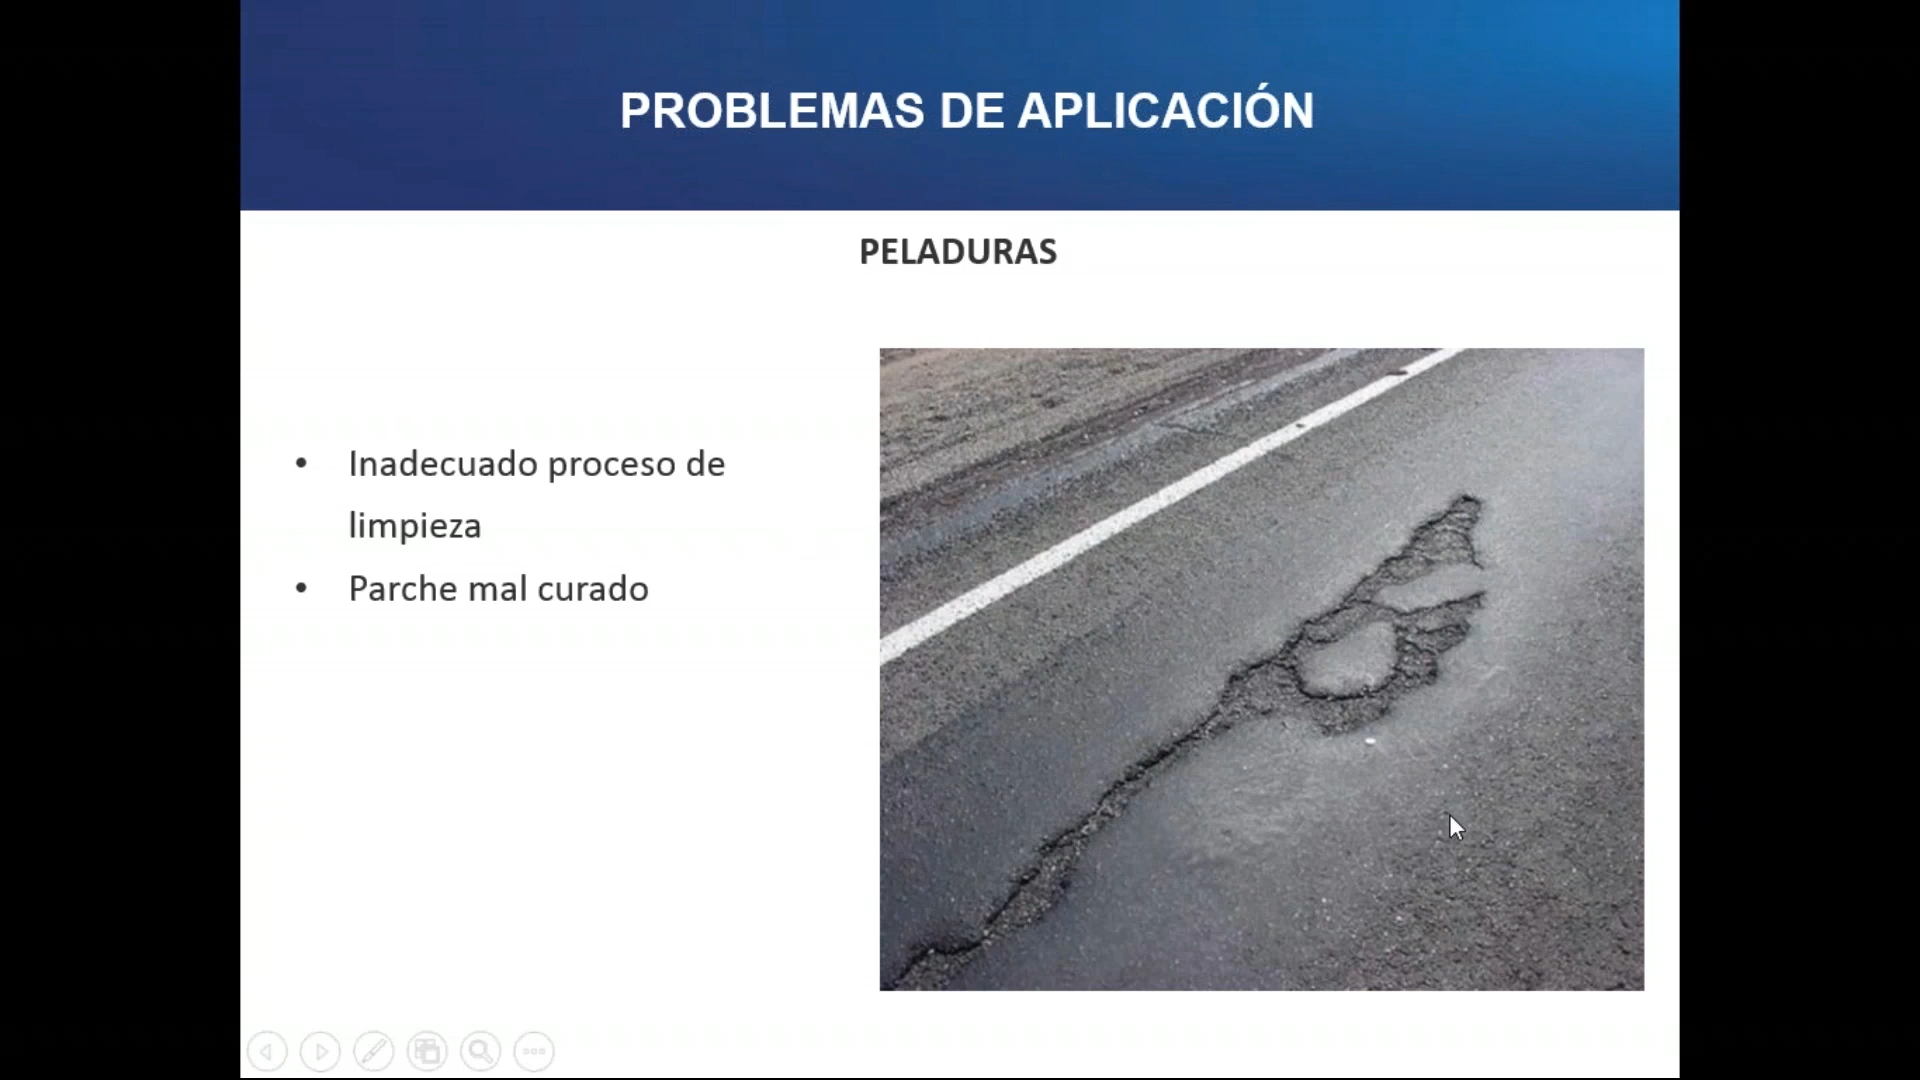 PROBLEMAS DE APLICACIÓN
PELADURAS
• Inadecuado proceso de
limpieza
• Parche mal curado